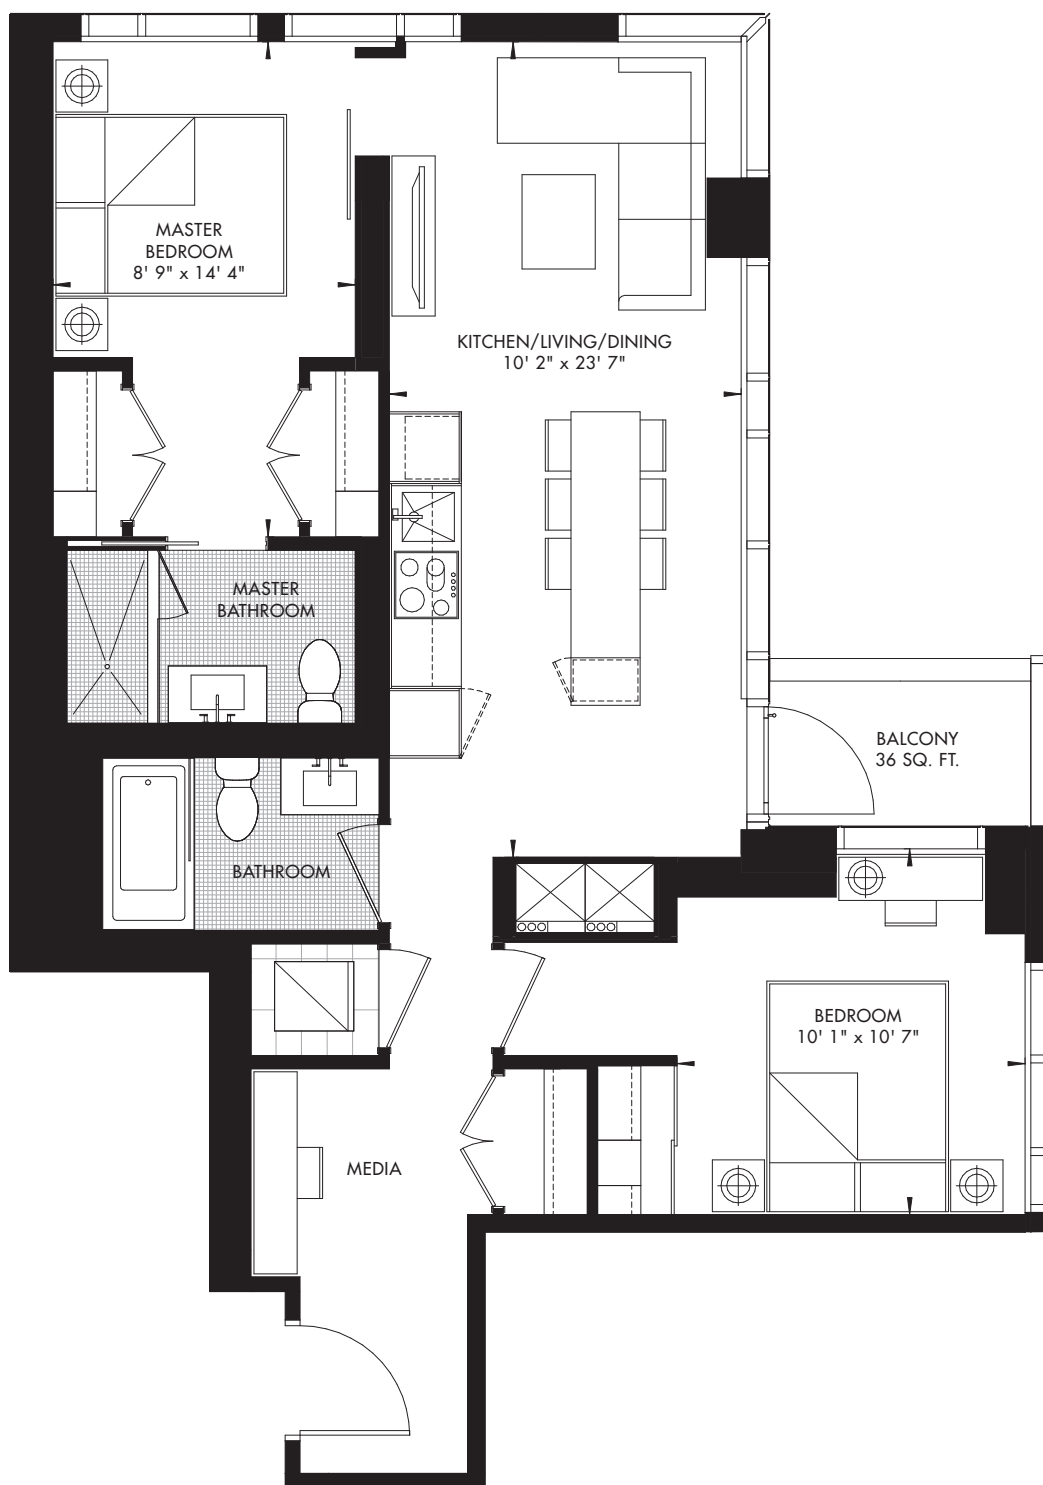 MASTER
BEDROOM
8' 9" x 14' 4"
KITCHEN/LIVING/DINING
10' 2" x 23' 7"
MASTER
BATHROOM
BALCONY
36 SQ. FT.
BATHROOM
BEDROOM
10' 1" x 10' 7"
MEDIA